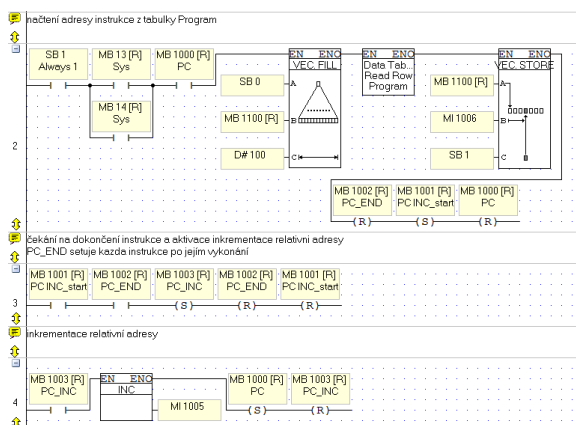 načtení adresy instrukce z tabulky Program
SB 1
Always 1
MB 13 [R]
Sys
MB 1000 [R]
PC
MB 14 [R]
Sys
EN ENO
VEC FILL
SB 0
A
MB 1100 [R]
B
D# 100
C
EN ENO
Data Tab...
Read Row
Program
EN ENO
VEC STORE
MB 1100 [R]
A
MI 1006
B
SB 1
C
2
MB 1002 [R]
PC_END
(R)
MB 1001 [R]
PC INC_start
(S)
MB 1000 [R]
PC
(R)
čekání na dokončení instrukce a aktivace inkrementace relativni adresy
PC_END setuje kazda instrukce po jejím vykonání
MB 1001 [R]
PC INC_start
MB 1002 [R]
PC_END
MB 1003 [R]
PC_INC
(S)
MB 1002 [R]
PC_END
(R)
MB 1001 [R]
PC INC_start
(R)
3
inkrementace relativní adresy
MB 1003 [R]
PC_INC
EN ENO
INC
MI 1005
MB 1000 [R]
PC
(S)
MB 1003 [R]
PC_INC
(R)
4